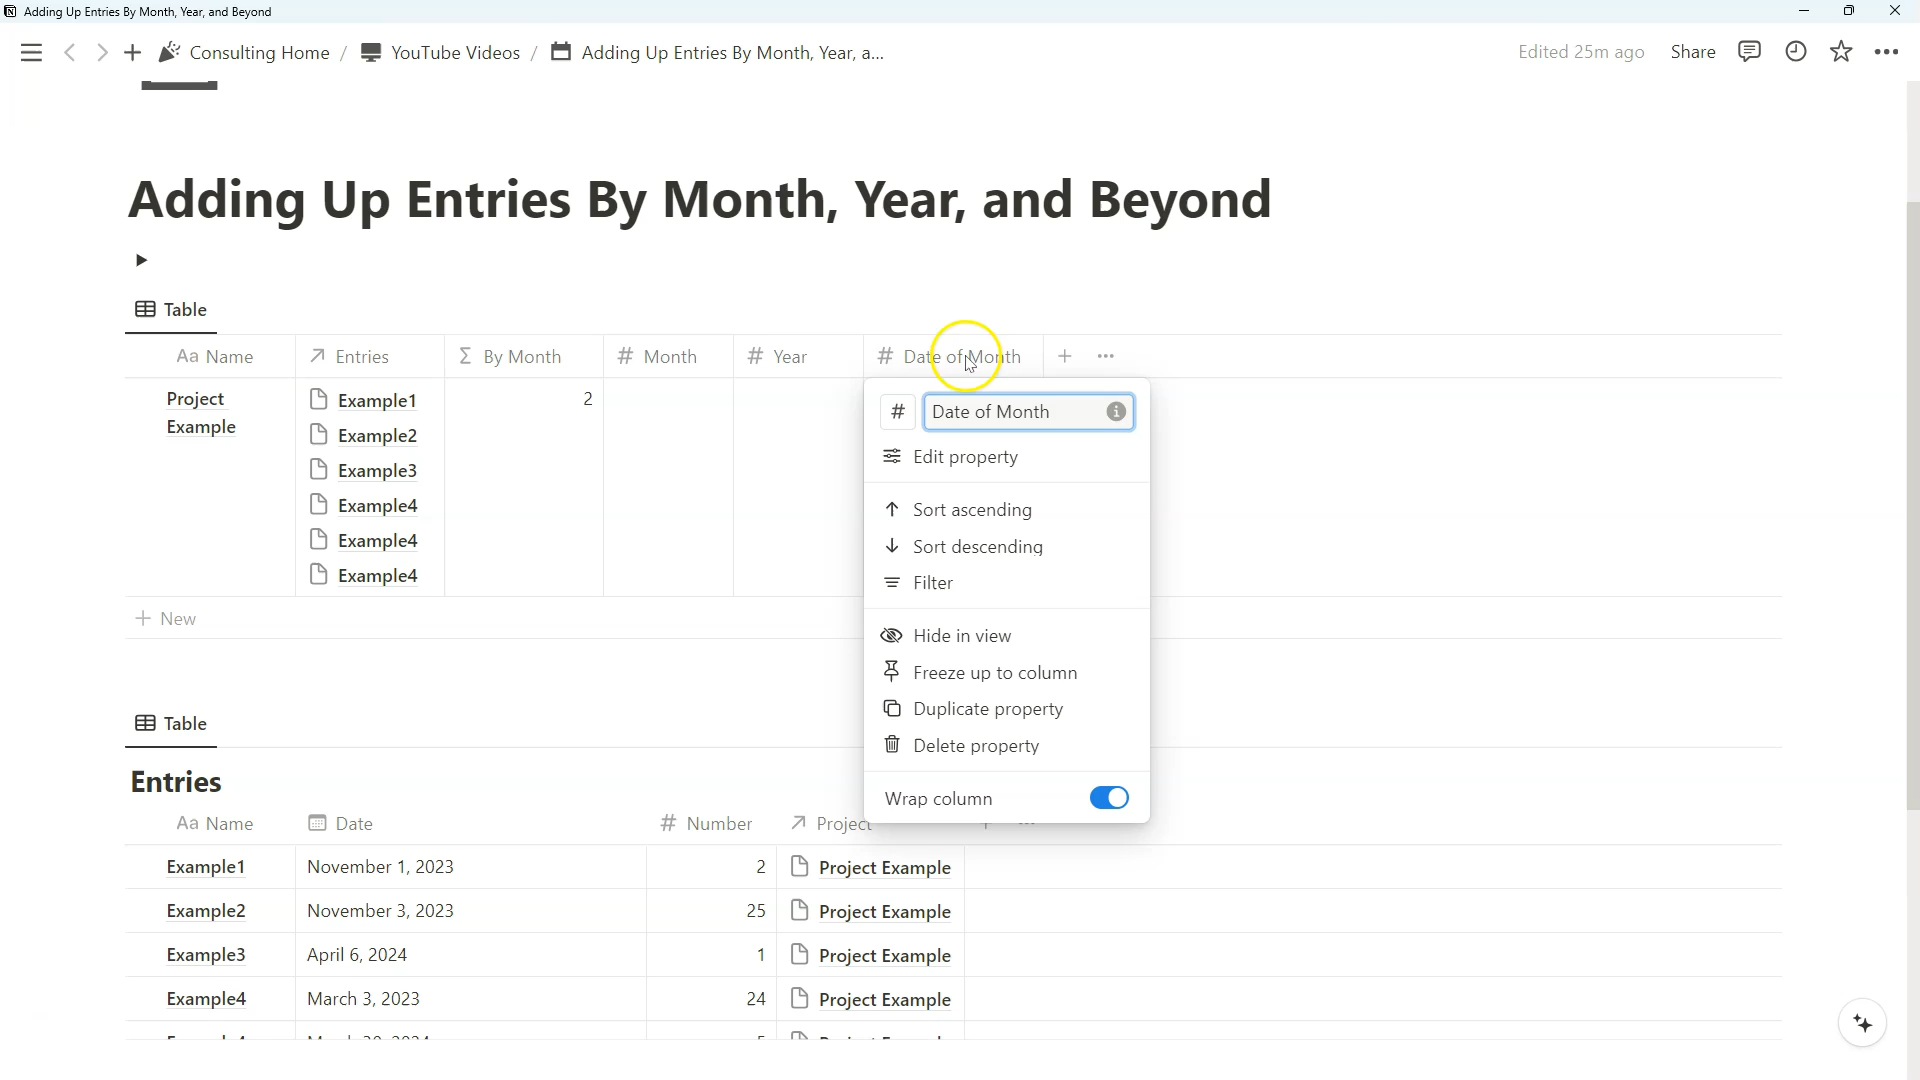 Adding Up Entries By Month, Year, and Beyond
Consulting Home / YouTube Videos / Adding Up Entries By Month, Year, a...
Edited 25m ago Share
Adding Up Entries By Month, Year, and Beyond
Table
Aa Name Entries Σ By Month # Month # Year # Date of Month
Project
Example
Example1 2
Example2
Example3
Example4
Example4
Example4
+ New
# Date of Month
Edit property
Sort ascending
Sort descending
Filter
Hide in view
Freeze up to column
Duplicate property
Delete property
Wrap column
Table
Entries
Aa Name Date # Number Project
Example1 November 1, 2023 2 Project Example
Example2 November 3, 2023 25 Project Example
Example3 April 6, 2024 1 Project Example
Example4 March 3, 2023 24 Project Example